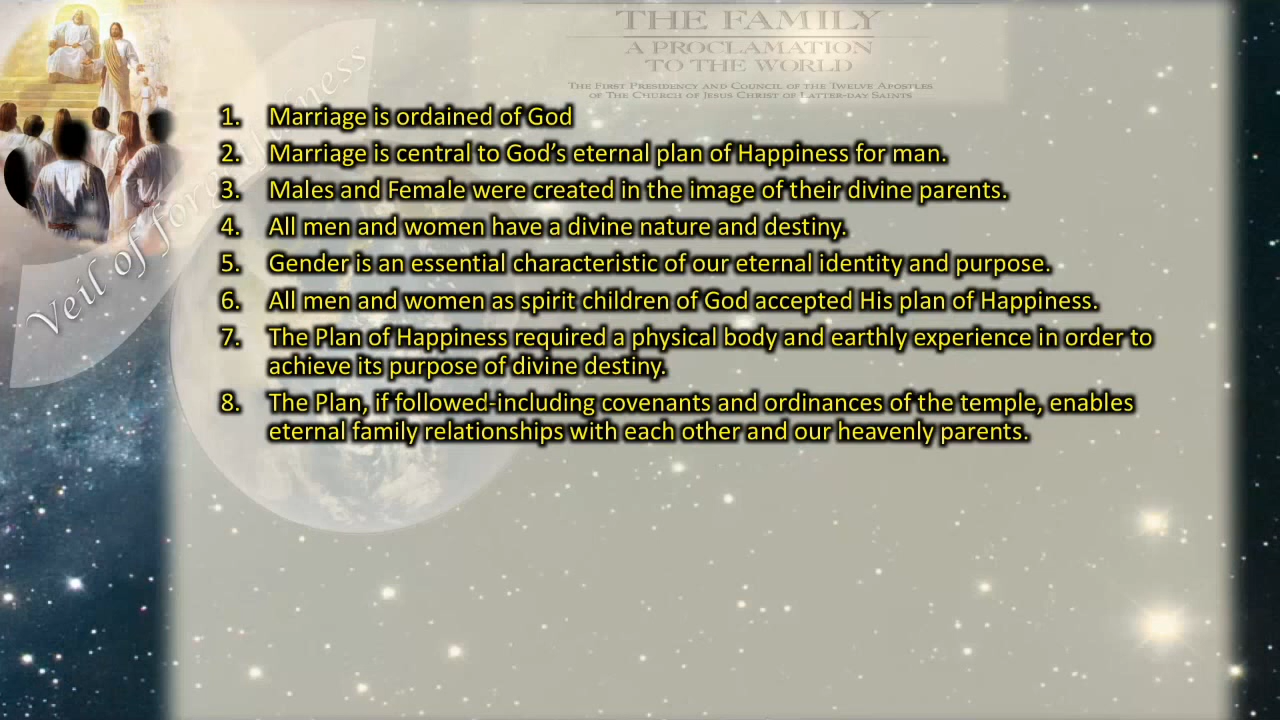 THE FAMILY
A PROCLAMATION
TO THE WORLD
THE FIRST PRESIDENCY AND COUNCIL OF THE TWELVE APOSTLES
OF THE CHURCH OF JESUS CHRIST OF LATTER-DAY SAINTS
1. Marriage is ordained of God
2. Marriage is central to God’s eternal plan of Happiness for man.
3. Males and Female were created in the image of their divine parents.
4. All men and women have a divine nature and destiny.
5. Gender is an essential characteristic of our eternal identity and purpose.
6. All men and women as spirit children of God accepted His plan of Happiness.
7. The Plan of Happiness required a physical body and earthly experience in order to
achieve its purpose of divine destiny.
8. The Plan, if followed-including covenants and ordinances of the temple, enables
eternal family relationships with each other and our heavenly parents.
Veil of forgetfulness